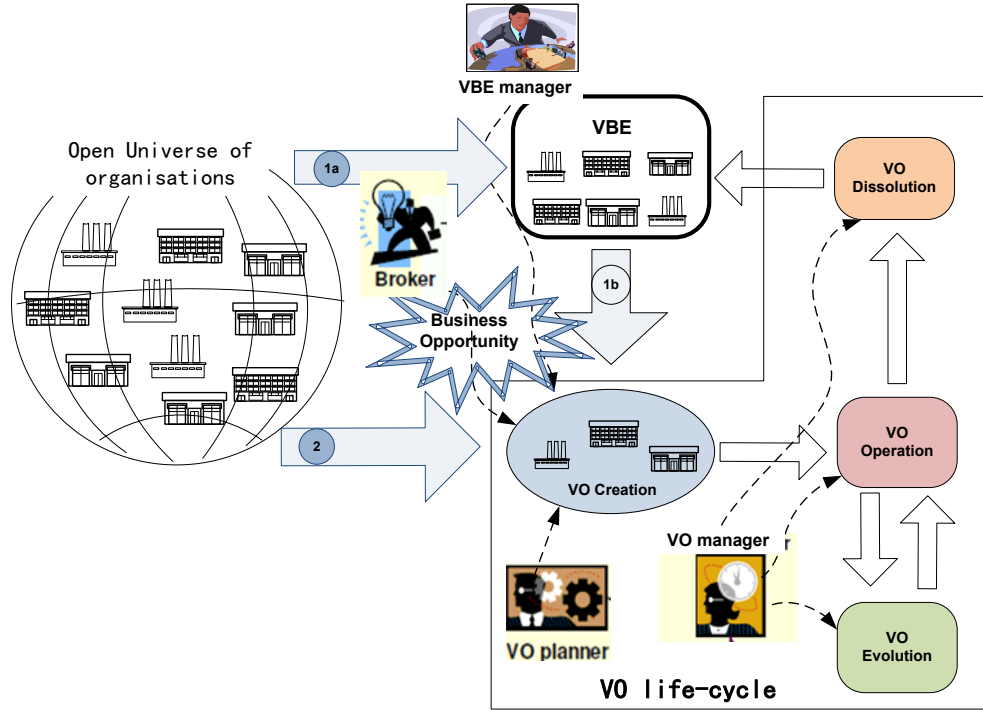 VBE manager
VBE
Open Universe of
organisations
1a
VO
Dissolution
Broker
1b
Business
Opportunity
2
VO Creation
VO
Operation
VO manager
r
VO planner
VO
Evolution
VO life-cycle